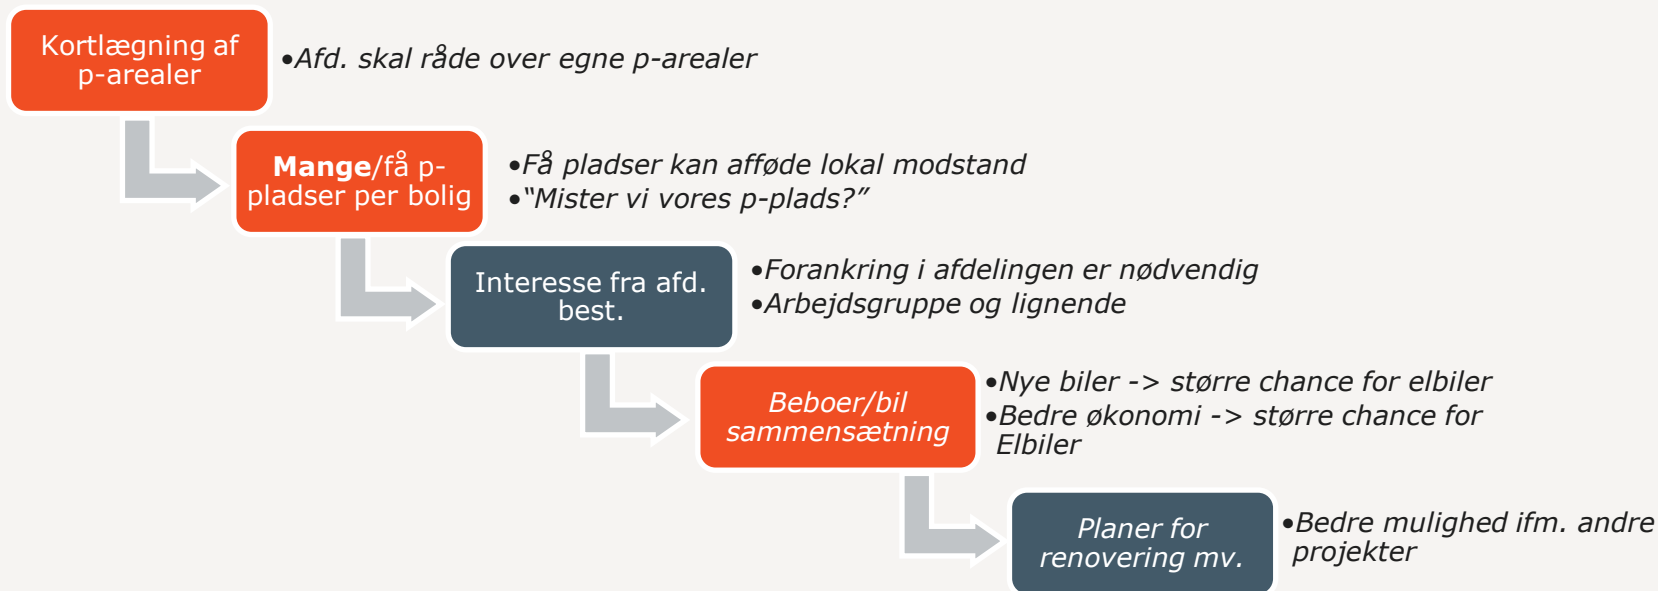 Kortlægning af
p-arealer
•Afd. skal råde over egne p-arealer
Mange/få p-
pladser per bolig
•Få pladser kan afføde lokal modstand
•“Mister vi vores p-plads?”
Interesse fra afd.
best.
•Forankring i afdelingen er nødvendig
•Arbejdsgruppe og lignende
Beboer/bil
sammensætning
•Nye biler -> større chance for elbiler
•Bedre økonomi -> større chance for
Elbiler
Planer for
renovering mv.
•Bedre mulighed ifm. andre
projekter